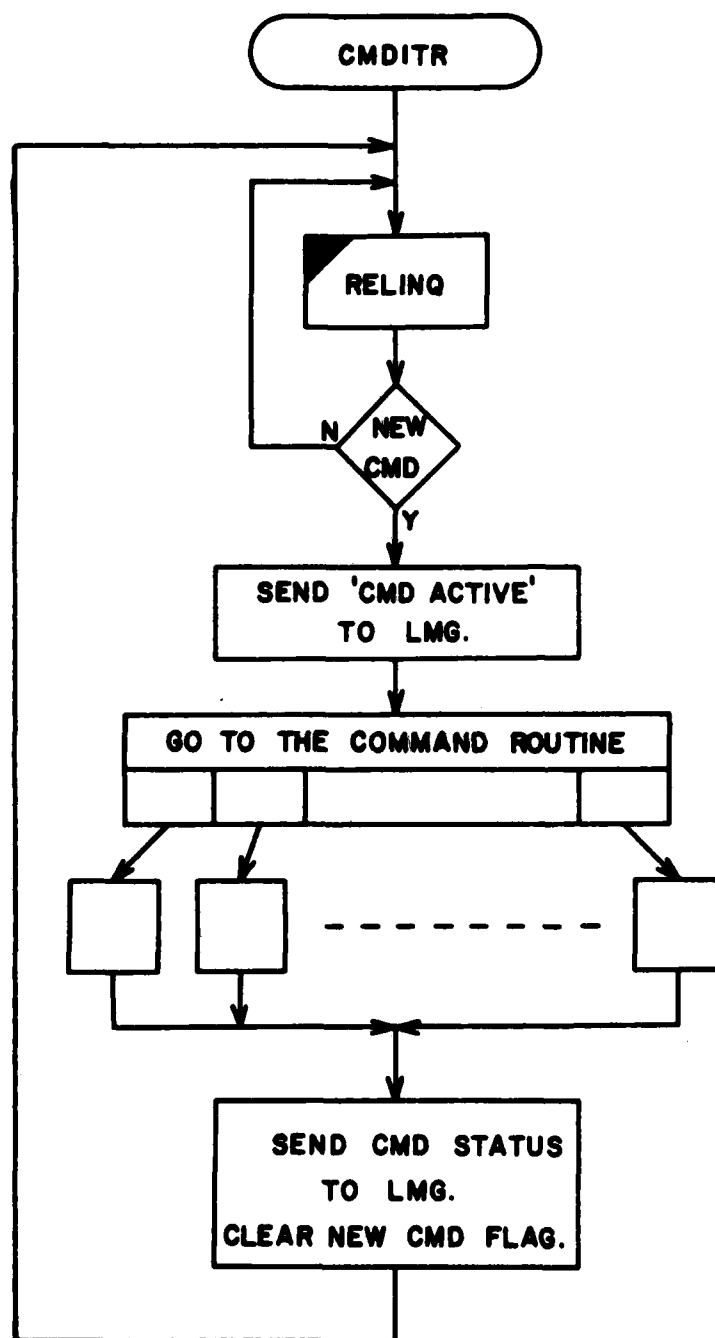 CMDITR
RELINQ
N
NEW
CMD
Y
SEND 'CMD ACTIVE'
TO LMG.
GO TO THE COMMAND ROUTINE
SEND CMD STATUS
TO LMG.
CLEAR NEW CMD FLAG.